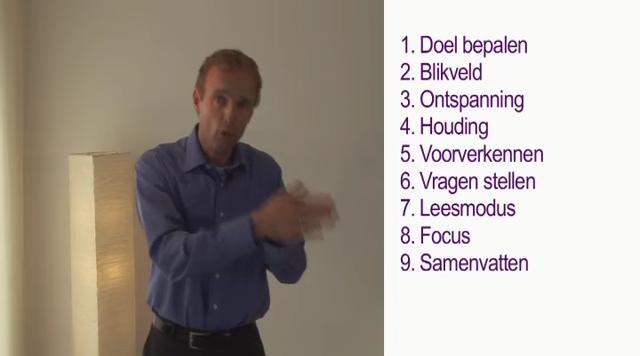 1. Doel bepalen
2. Blikveld
3. Ontspanning
4. Houding
5. Voorverkennen
6. Vragen stellen
7. Leesmodus
8. Focus
9. Samenvatten